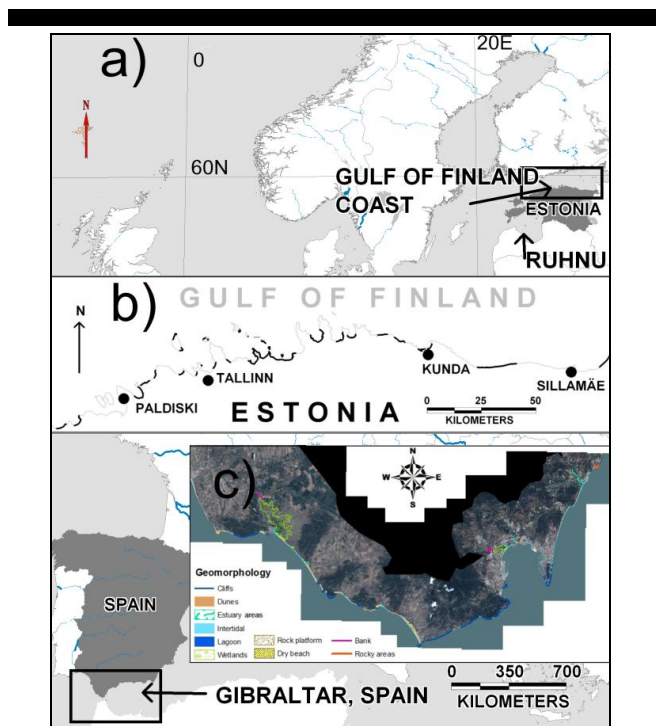 a)
0
20E
N
60N
GULF OF FINLAND
COAST
ESTONIA
RUHNU
GULF OF FINLAND
b)
N
TALLINN
KUNDA
SILLAMÄE
PALDISKI
ESTONIA
0 25 50
KILOMETERS
c)
N
W E
S
Geomorphology
Cliffs
Dunes
Estuary areas
Intertidal
Lagoon Rock platform Bank
Wetlands Dry beach Rocky areas
SPAIN
0 350 700
KILOMETERS
GIBRALTAR, SPAIN